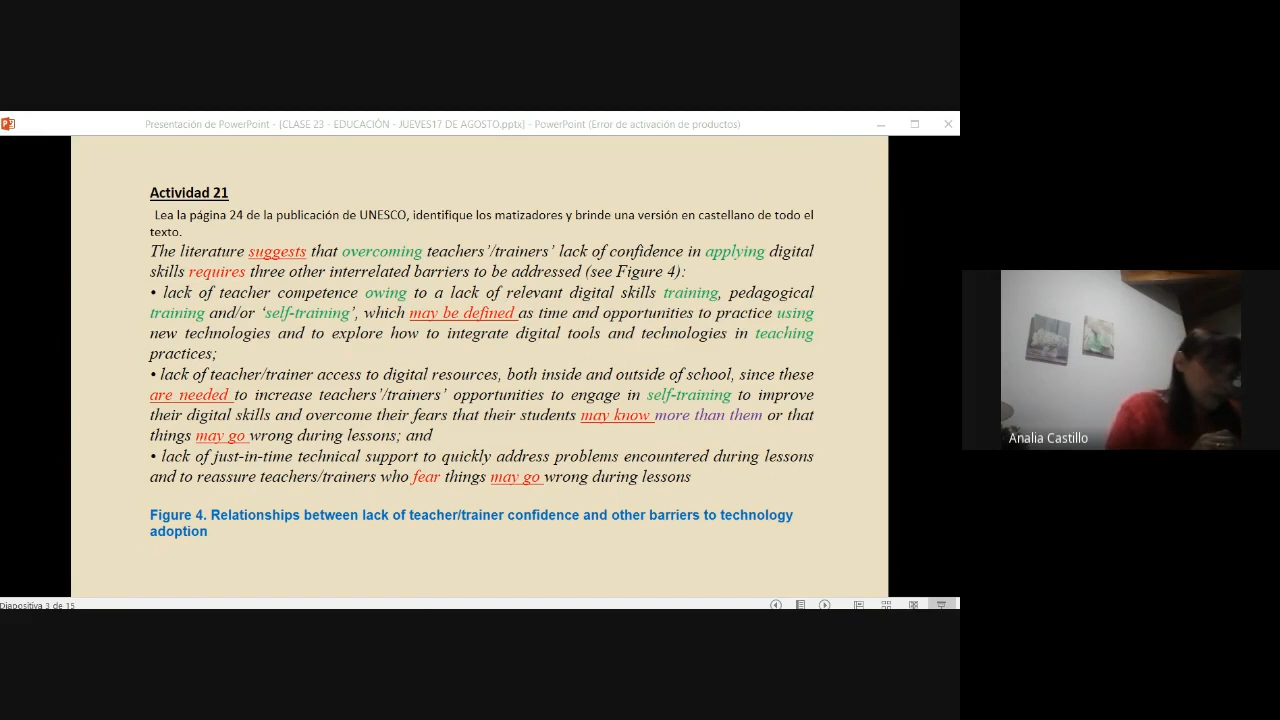 Presentación de PowerPoint - [CLASE 23 - EDUCACIÓN - JUEVES17 DE AGOSTO.pptx] - PowerPoint (Error de activación de productos)
Actividad 21
Lea la página 24 de la publicación de UNESCO, identifique los matizadores y brinde una versión en castellano de todo el
texto.
The literature suggests that overcoming teachers’/trainers’ lack of confidence in applying digital
skills requires three other interrelated barriers to be addressed (see Figure 4):
• lack of teacher competence owing to a lack of relevant digital skills training, pedagogical
training and/or ‘self-training’, which may be defined as time and opportunities to practice using
new technologies and to explore how to integrate digital tools and technologies in teaching
practices;
• lack of teacher/trainer access to digital resources, both inside and outside of school, since these
are needed to increase teachers’/trainers’ opportunities to engage in self-training to improve
their digital skills and overcome their fears that their students may know more than them or that
things may go wrong during lessons; and
• lack of just-in-time technical support to quickly address problems encountered during lessons
and to reassure teachers/trainers who fear things may go wrong during lessons
Figure 4. Relationships between lack of teacher/trainer confidence and other barriers to technology
adoption
Diapositiva 3 de 15
Analia Castillo